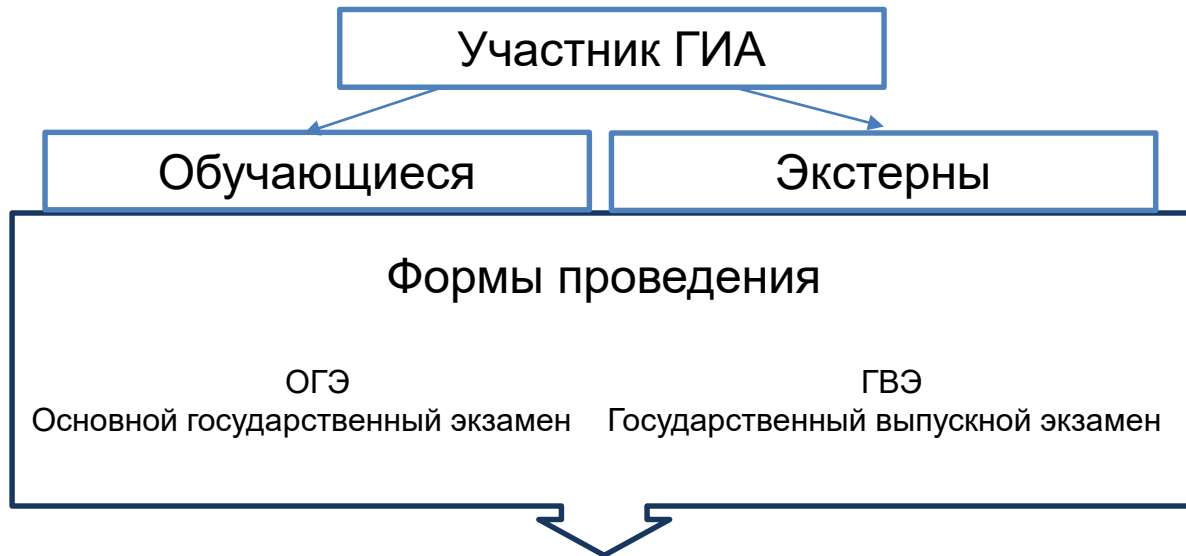 Участник ГИА
Обучающиеся
Экстерны
Формы проведения
ОГЭ
Основной государственный экзамен
ГВЭ
Государственный выпускной экзамен